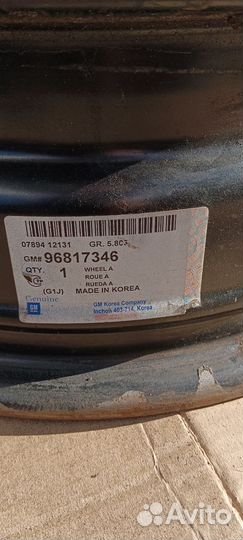 07894 12131 GR. 5.803
GM# 96817346
QTY. 1 WHEEL A
ROUE A
RUEDA A
(G1J) MADE IN KOREA
Genuine
GM
GM Korea Company
Incheon 403-714, Korea
Avito